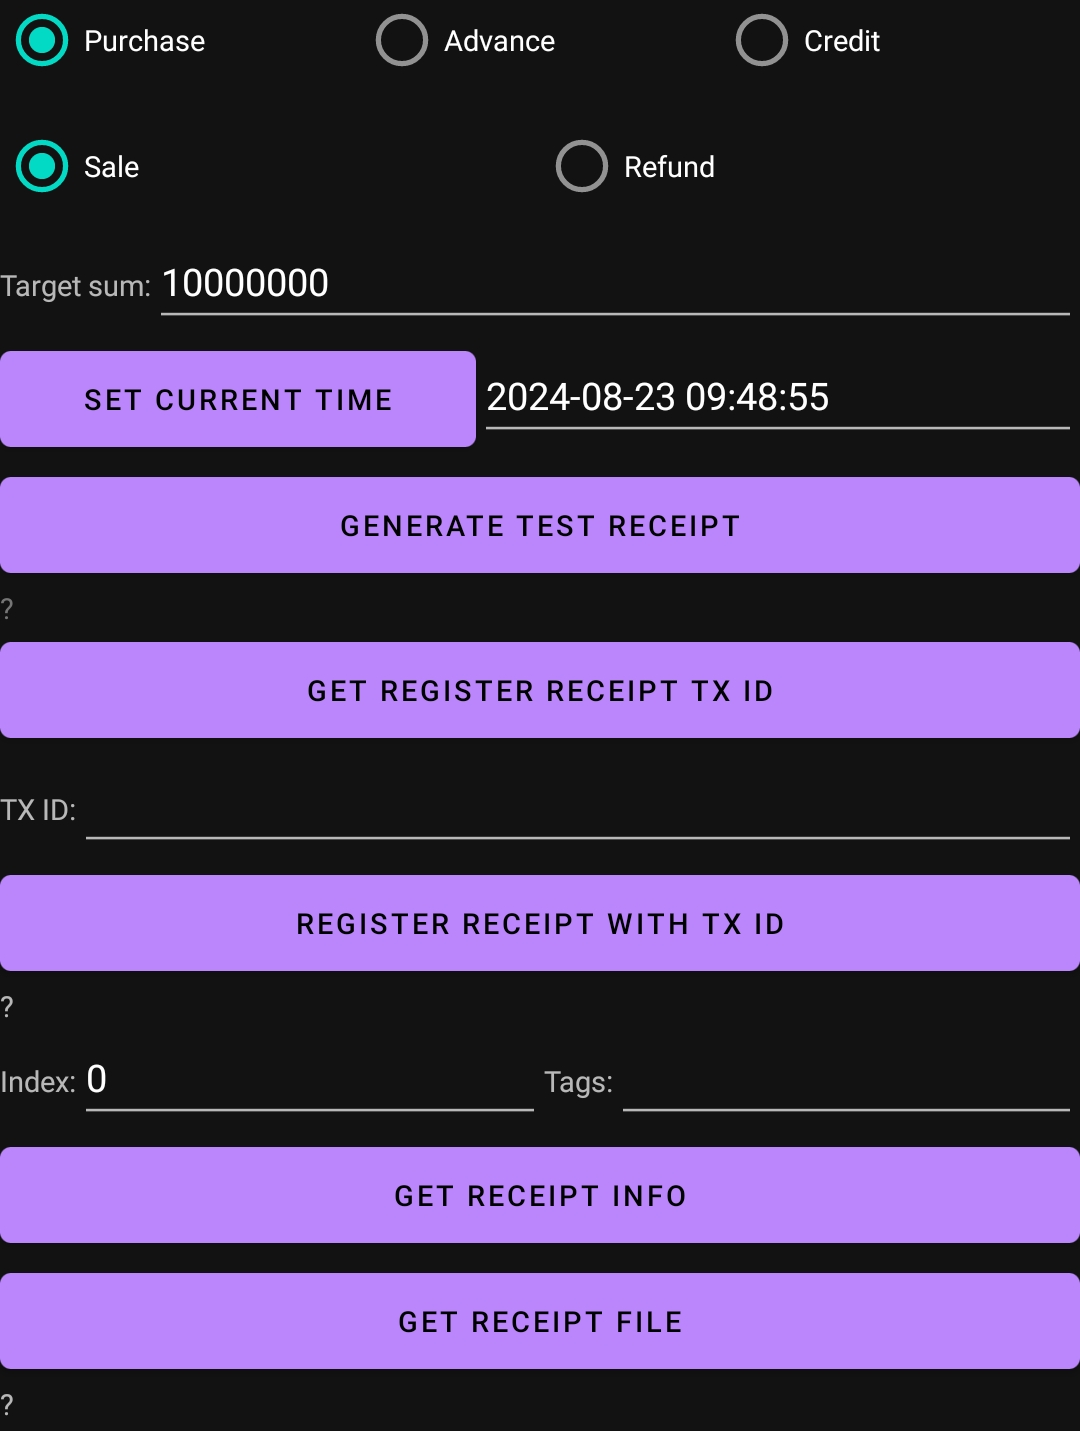 Purchase Advance Credit
Sale Refund
Target sum: 10000000
SET CURRENT TIME 2024-08-23 09:48:55
GENERATE TEST RECEIPT
?
GET REGISTER RECEIPT TX ID
TX ID:
REGISTER RECEIPT WITH TX ID
?
Index: 0 Tags:
GET RECEIPT INFO
GET RECEIPT FILE
?